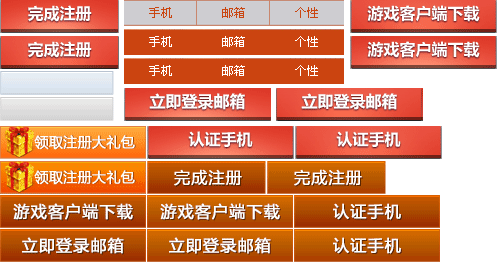 完成注册 手机 邮箱 个性 游戏客户端下载
完成注册 手机 邮箱 个性 游戏客户端下载
手机 邮箱 个性
立即登录邮箱 立即登录邮箱
领取注册大礼包 认证手机 认证手机
领取注册大礼包 完成注册 完成注册
游戏客户端下载 游戏客户端下载 认证手机
立即登录邮箱 立即登录邮箱 认证手机